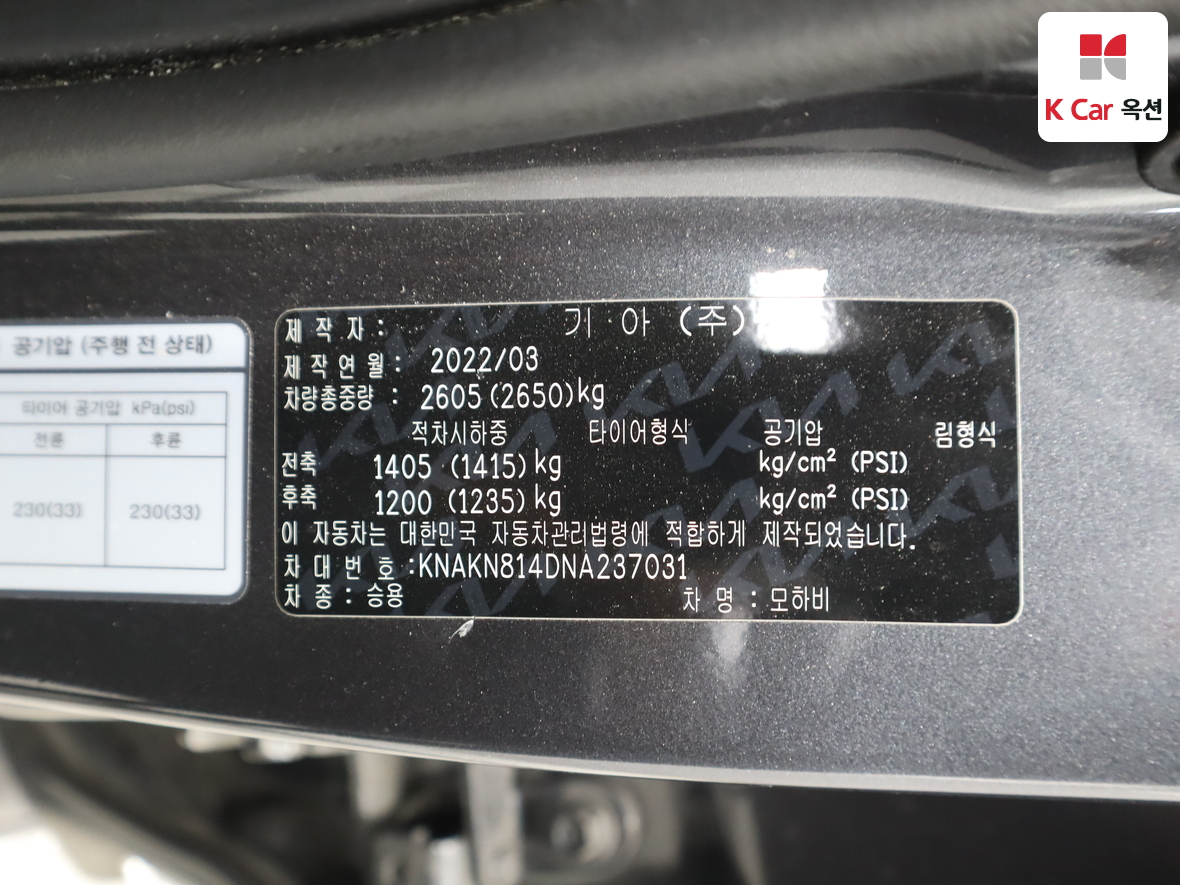 K Car 옥션
공기압 (주행 전 상태)
타이어 공기압 kPa(psi)
전륜 후륜
230(33) 230(33)
제 작 자 : 기 아 (주)
제 작 연 월 : 2022/03
차량총중량 : 2605 (2650)kg
적차시하중 타이어형식 공기압 림형식
전축 1405 (1415) kg kg/cm² (PSI)
후축 1200 (1235) kg kg/cm² (PSI)
이 자동차는 대한민국 자동차관리법령에 적합하게 제작되었습니다.
차 대 번 호 :KNAKN814DNA237031
차 종 : 승용 차 명 : 모하비